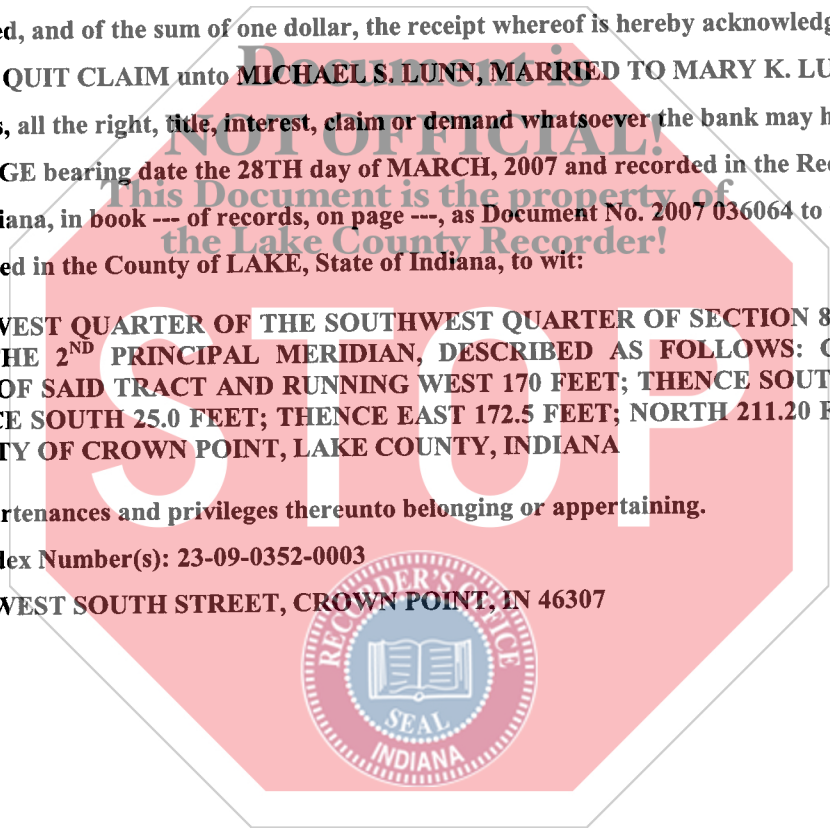 ed, and of the sum of one dollar, the receipt whereof is hereby acknowledg
Document is
QUIT CLAIM unto MICHAEL S. LUNN, MARRIED TO MARY K. LU
s, all the right, title, interest, claim or demand whatsoever the bank may h
NOT OFFICIAL!
GE bearing date the 28TH day of MARCH, 2007 and recorded in the Rec
This Document is the property of
iana, in book --- of records, on page ---, as Document No. 2007 036064 to
the Lake County Recorder!
ed in the County of LAKE, State of Indiana, to wit:
WEST QUARTER OF THE SOUTHWEST QUARTER OF SECTION 8
HE 2ND PRINCIPAL MERIDIAN, DESCRIBED AS FOLLOWS: C
OF SAID TRACT AND RUNNING WEST 170 FEET; THENCE SOUT
CE SOUTH 25.0 FEET; THENCE EAST 172.5 FEET; NORTH 211.20 F
TY OF CROWN POINT, LAKE COUNTY, INDIANA
STOP
rtenances and privileges thereunto belonging or appertaining.
dex Number(s): 23-09-0352-0003
WEST SOUTH STREET, CROWN POINT, IN 46307
RECORDER'S OFFICE
SEAL
INDIANA